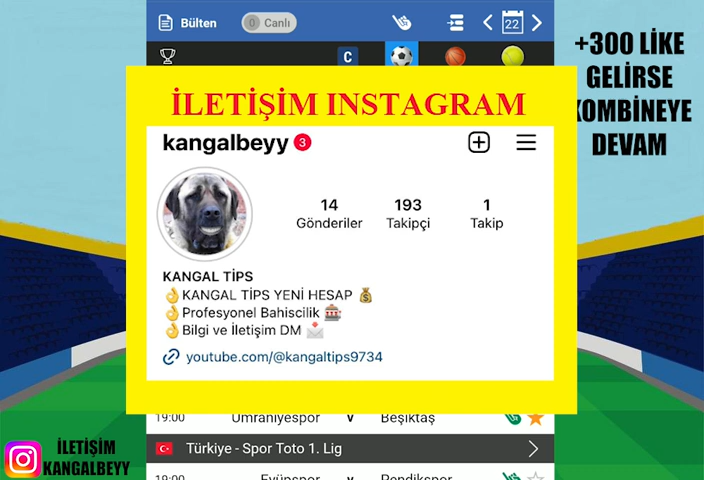 Bülten
0 Canlı
22
C
+300 LİKE
GELİRSE
KOMBİNEYE
DEVAM
İLETİŞİM INSTAGRAM
kangalbeyy 3
14
193
1
Gönderiler
Takipçi
Takip
KANGAL TİPS
👌KANGAL TİPS YENİ HESAP 💰
👌Profesyonel Bahiscilik 🎰
👌Bilgi ve İletişim DM 📩
youtube.com/@kangaltips9734
19:00 Ümraniyespor v Beşiktaş
Türkiye - Spor Toto 1. Lig
19:00 Eyüpspor v Pendikspor
İLETİŞİM
KANGALBEYY